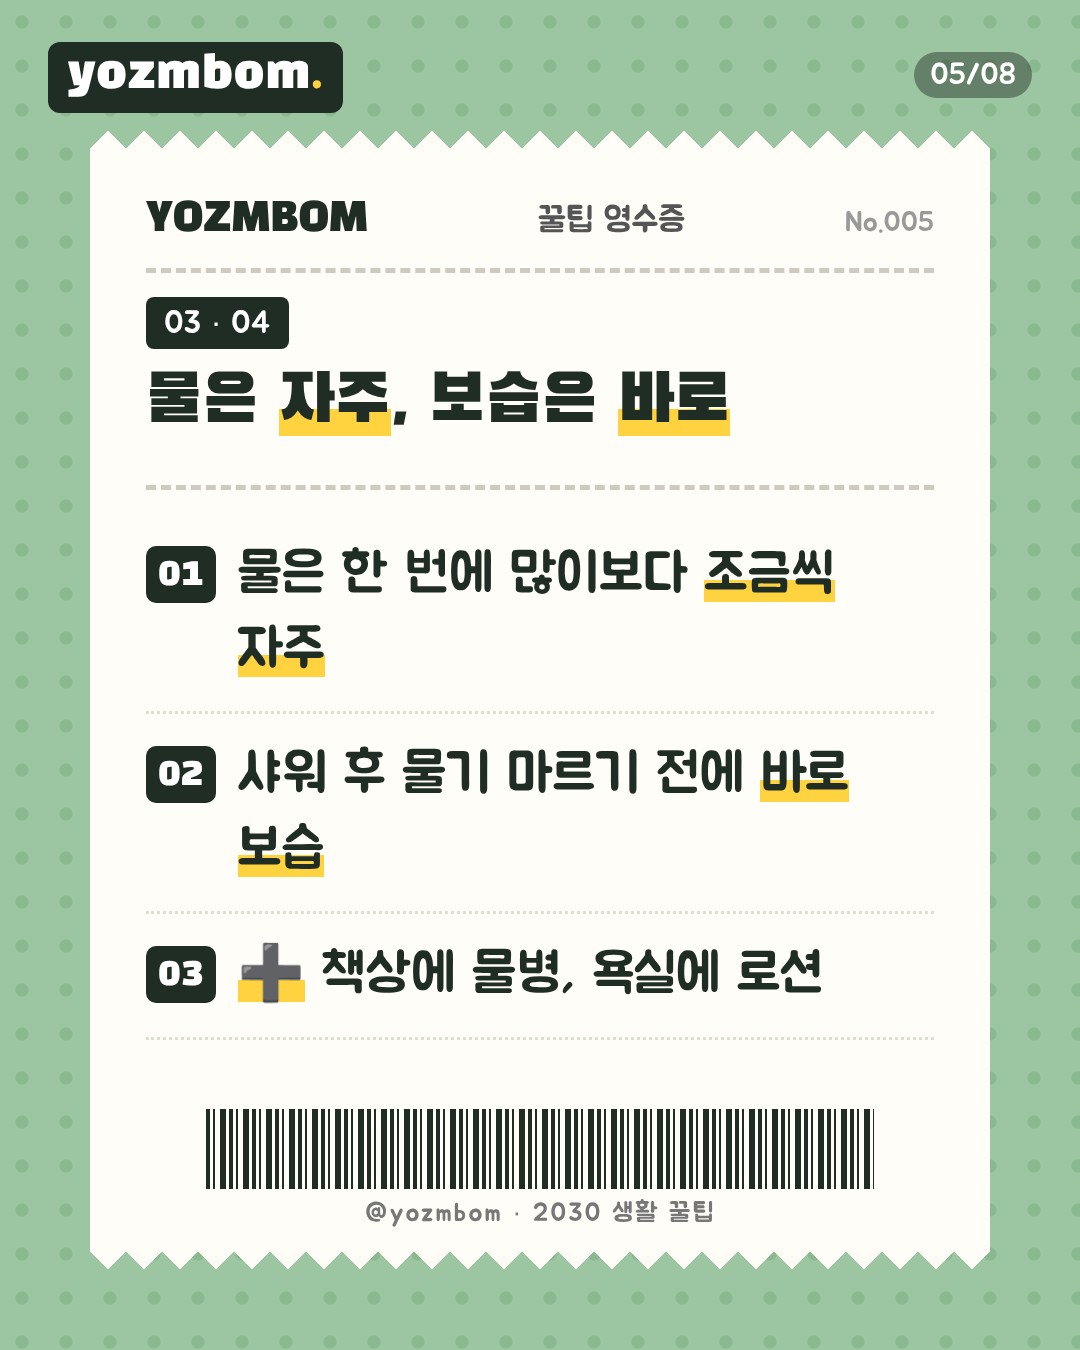 yozmbom.
05/08
YOZMBOM 꿀팁 영수증 No.005
03 · 04
물은 자주, 보습은 바로
01 물은 한 번에 많이보다 조금씩
자주
02 샤워 후 물기 마르기 전에 바로
보습
03 ➕ 책상에 물병, 욕실에 로션
@yozmbom · 2030 생활 꿀팁